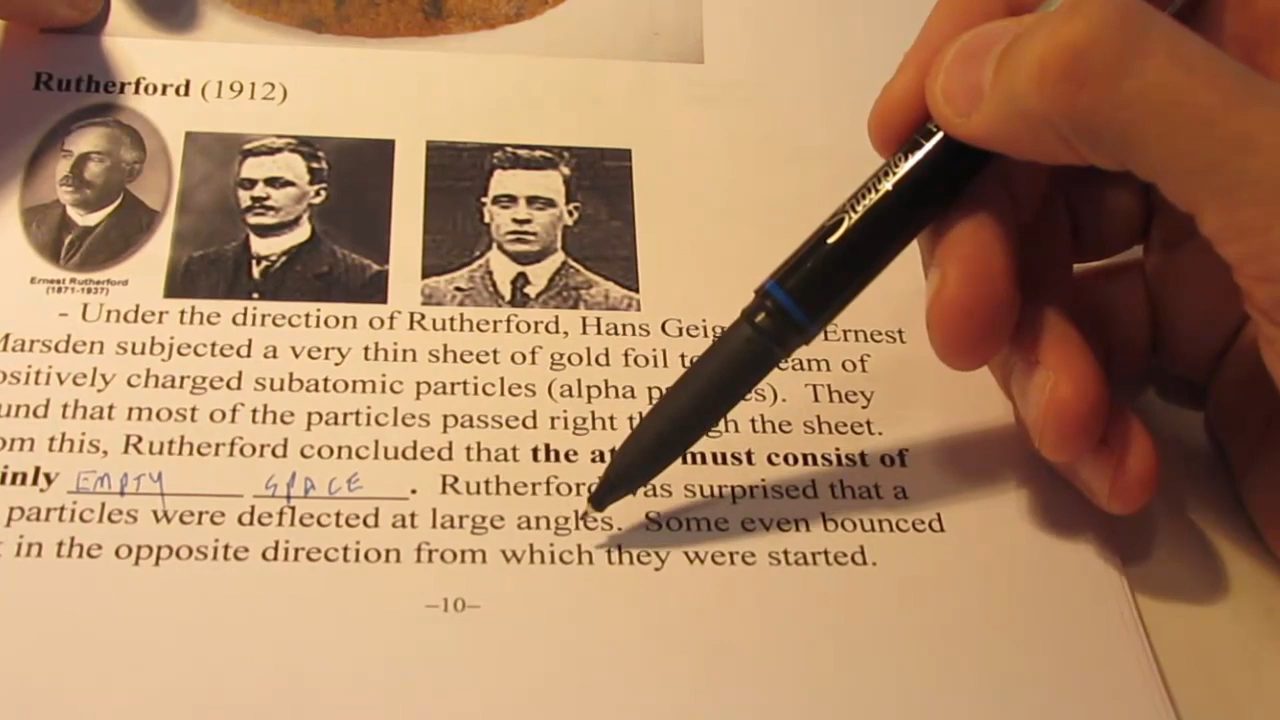 Rutherford (1912)
Ernest Rutherford
(1871-1937)
- Under the direction of Rutherford, Hans Geig Ernest
Marsden subjected a very thin sheet of gold foil to eam of
ositively charged subatomic particles (alpha p es). They
und that most of the particles passed right th gh the sheet.
om this, Rutherford concluded that the at must consist of
inly EMPTY SPACE. Rutherford was surprised that a
particles were deflected at large angles. Some even bounced
in the opposite direction from which they were started.
-10-
Sharpie